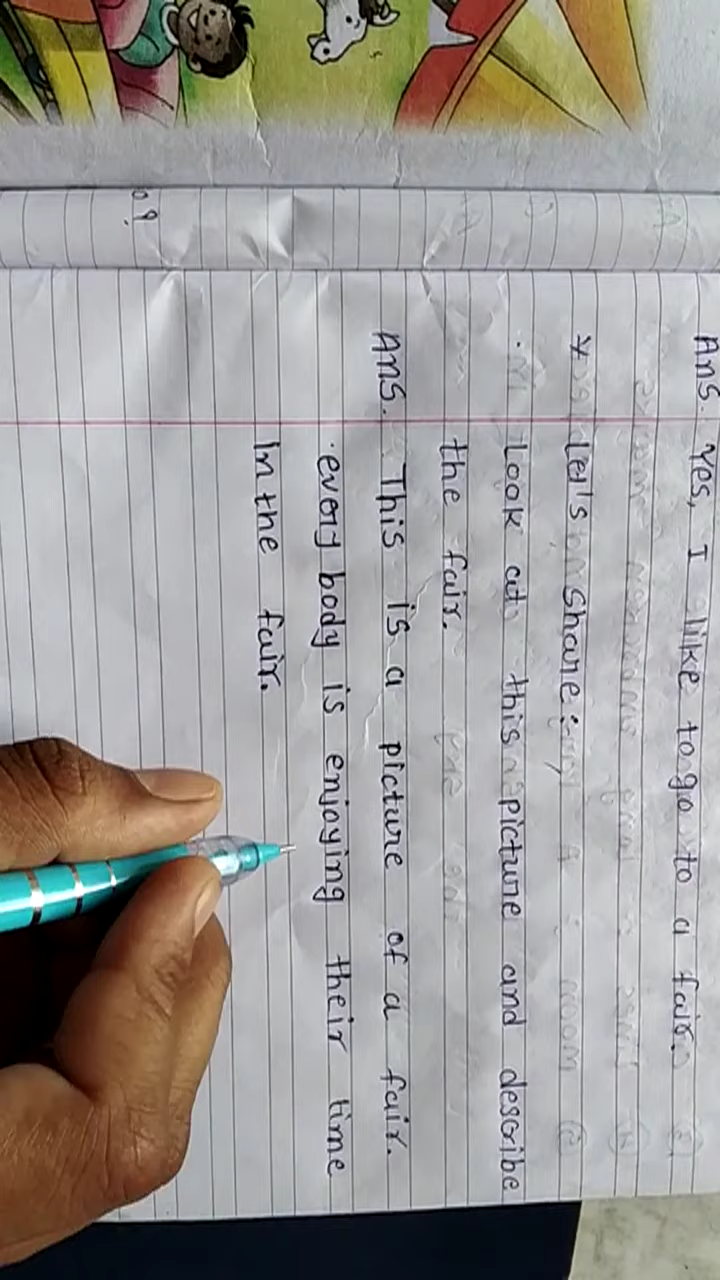 Ans. Yes, I like to go to a fair.
* Let's share :
. Look at this picture and describe
the fair.
Ans. This is a picture of a fair.
. every body is enjoying their time
In the fair.